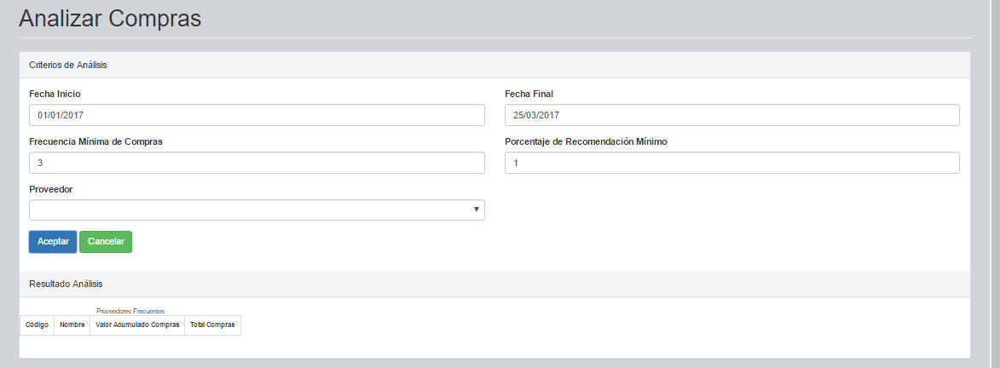 Analizar Compras
Criterios de Análisis
Fecha Inicio
Fecha Final
01/01/2017
25/03/2017
Frecuencia Mínima de Compras
Porcentaje de Recomendación Mínimo
3
1
Proveedor
Aceptar
Cancelar
Resultado Análisis
Proveedores Frecuentes
Código Nombre Valor Acumulado Compras Total Compras